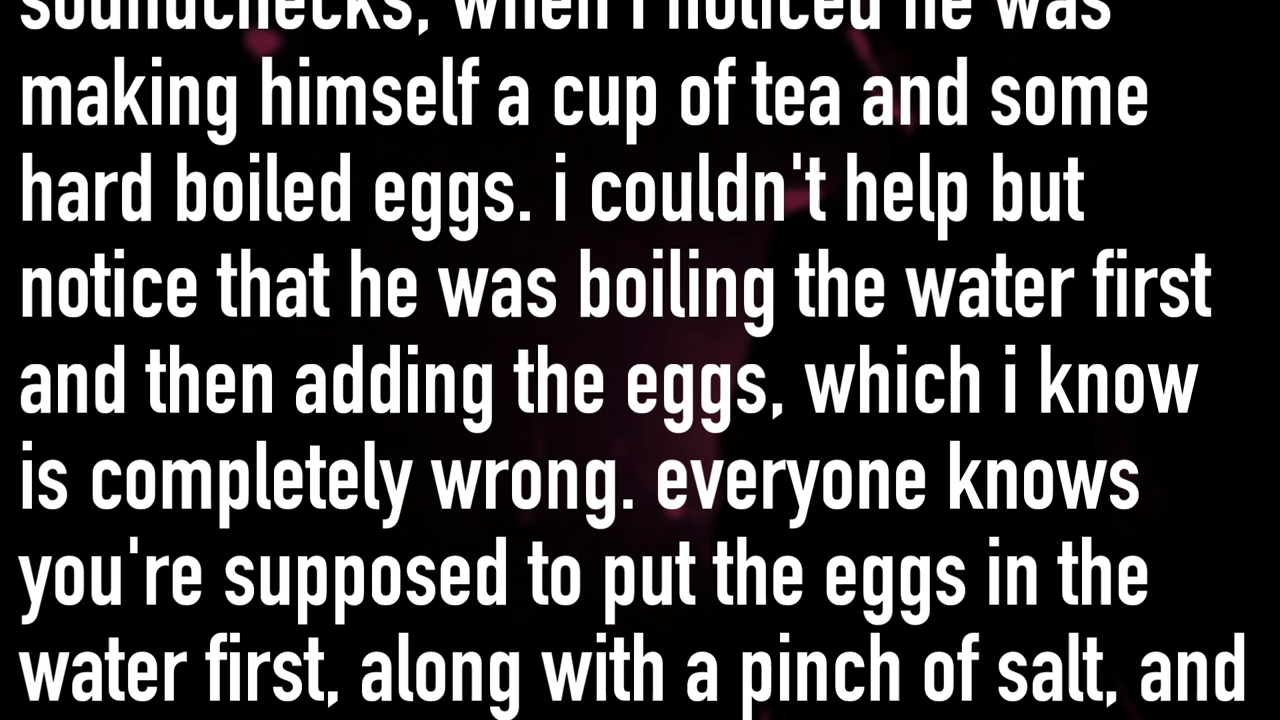 soundchecks, when i noticed he was
making himself a cup of tea and some
hard boiled eggs. i couldn't help but
notice that he was boiling the water first
and then adding the eggs, which i know
is completely wrong. everyone knows
you're supposed to put the eggs in the
water first, along with a pinch of salt, and